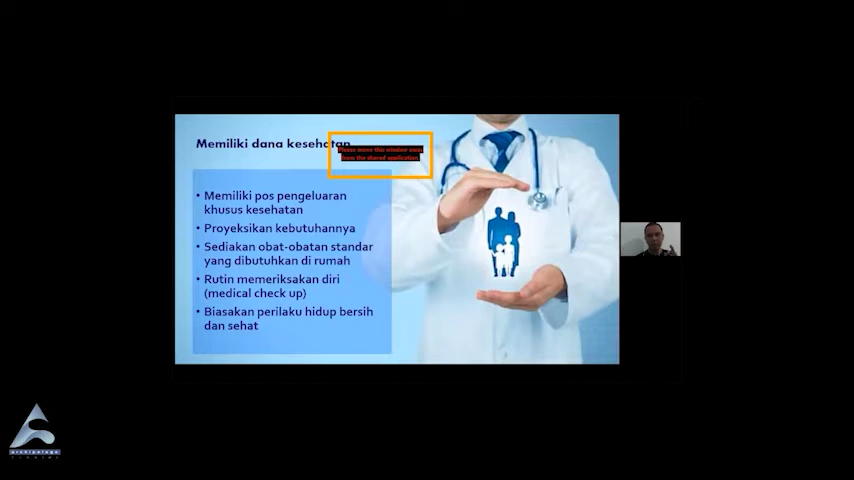 Memiliki dana kesehatan
Please move this window away
from the shared application.
• Memiliki pos pengeluaran
khusus kesehatan
• Proyeksikan kebutuhannya
• Sediakan obat-obatan standar
yang dibutuhkan di rumah
• Rutin memeriksakan diri
(medical check up)
• Biasakan perilaku hidup bersih
dan sehat
archipelago